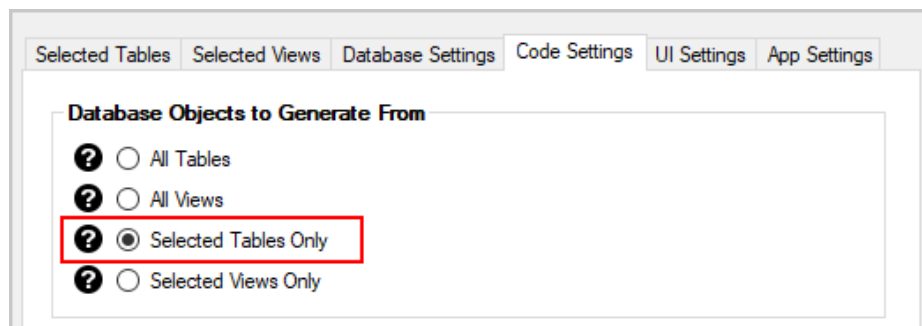 Selected Tables Selected Views Database Settings Code Settings UI Settings App Settings
Database Objects to Generate From
? All Tables
? All Views
? Selected Tables Only
? Selected Views Only